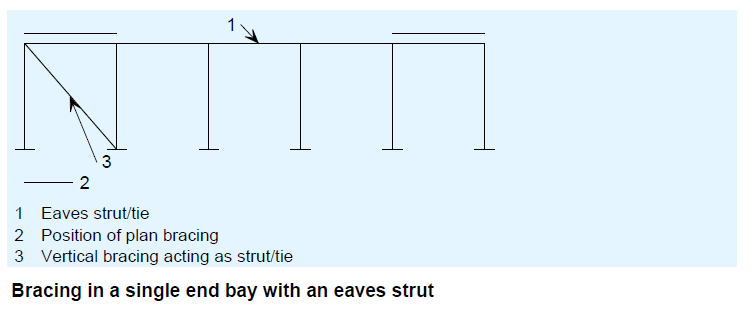 1
3
2
1 Eaves strut/tie
2 Position of plan bracing
3 Vertical bracing acting as strut/tie
Bracing in a single end bay with an eaves strut